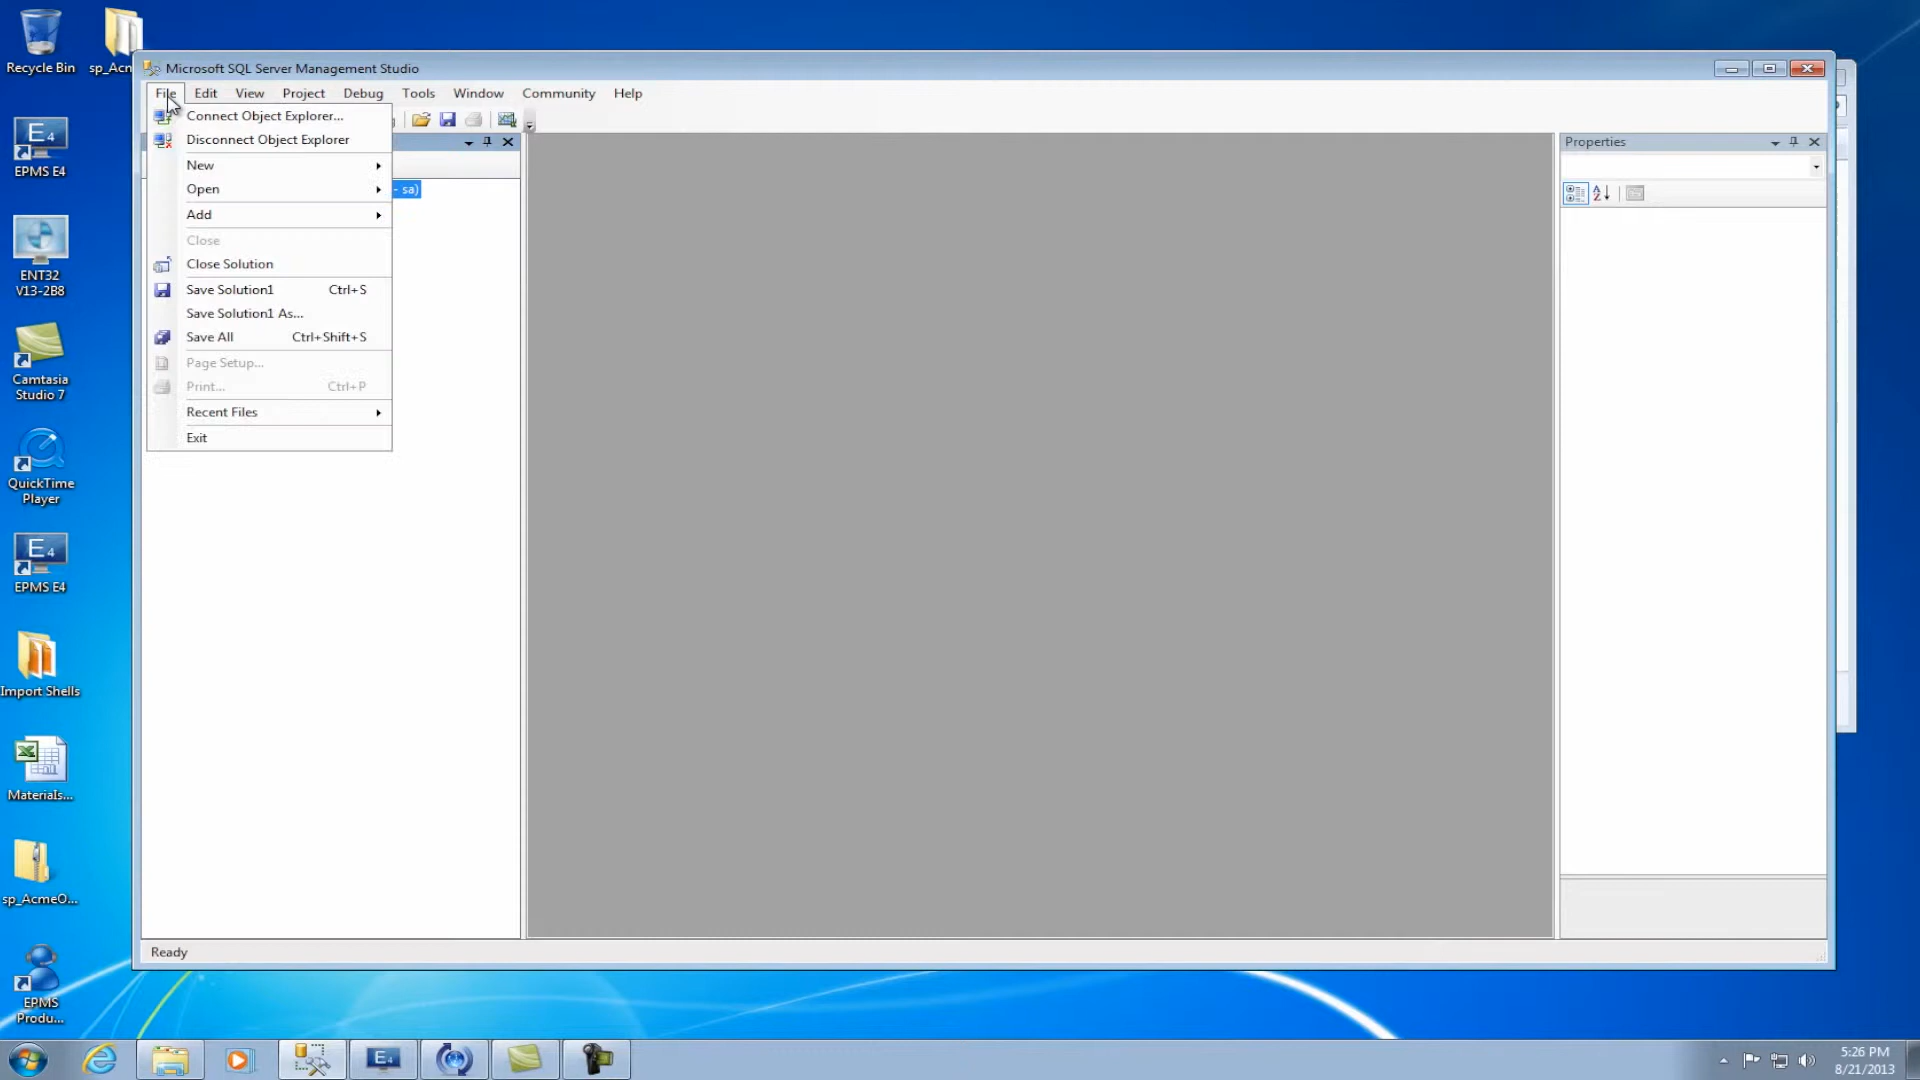 Recycle Bin
sp_Acm
EPMS E4
ENT32
V13-2B8
Camtasia
Studio 7
QuickTime
Player
EPMS E4
Import Shells
Materials...
sp_AcmeO...
EPMS
Produ...
Microsoft SQL Server Management Studio
File Edit View Project Debug Tools Window Community Help
Connect Object Explorer...
Disconnect Object Explorer
New
Open
Add
Close
Close Solution
Save Solution1 Ctrl+S
Save Solution1 As...
Save All Ctrl+Shift+S
Page Setup...
Print... Ctrl+P
Recent Files
Exit
- sa)
Properties
Ready
5:26 PM
8/21/2013